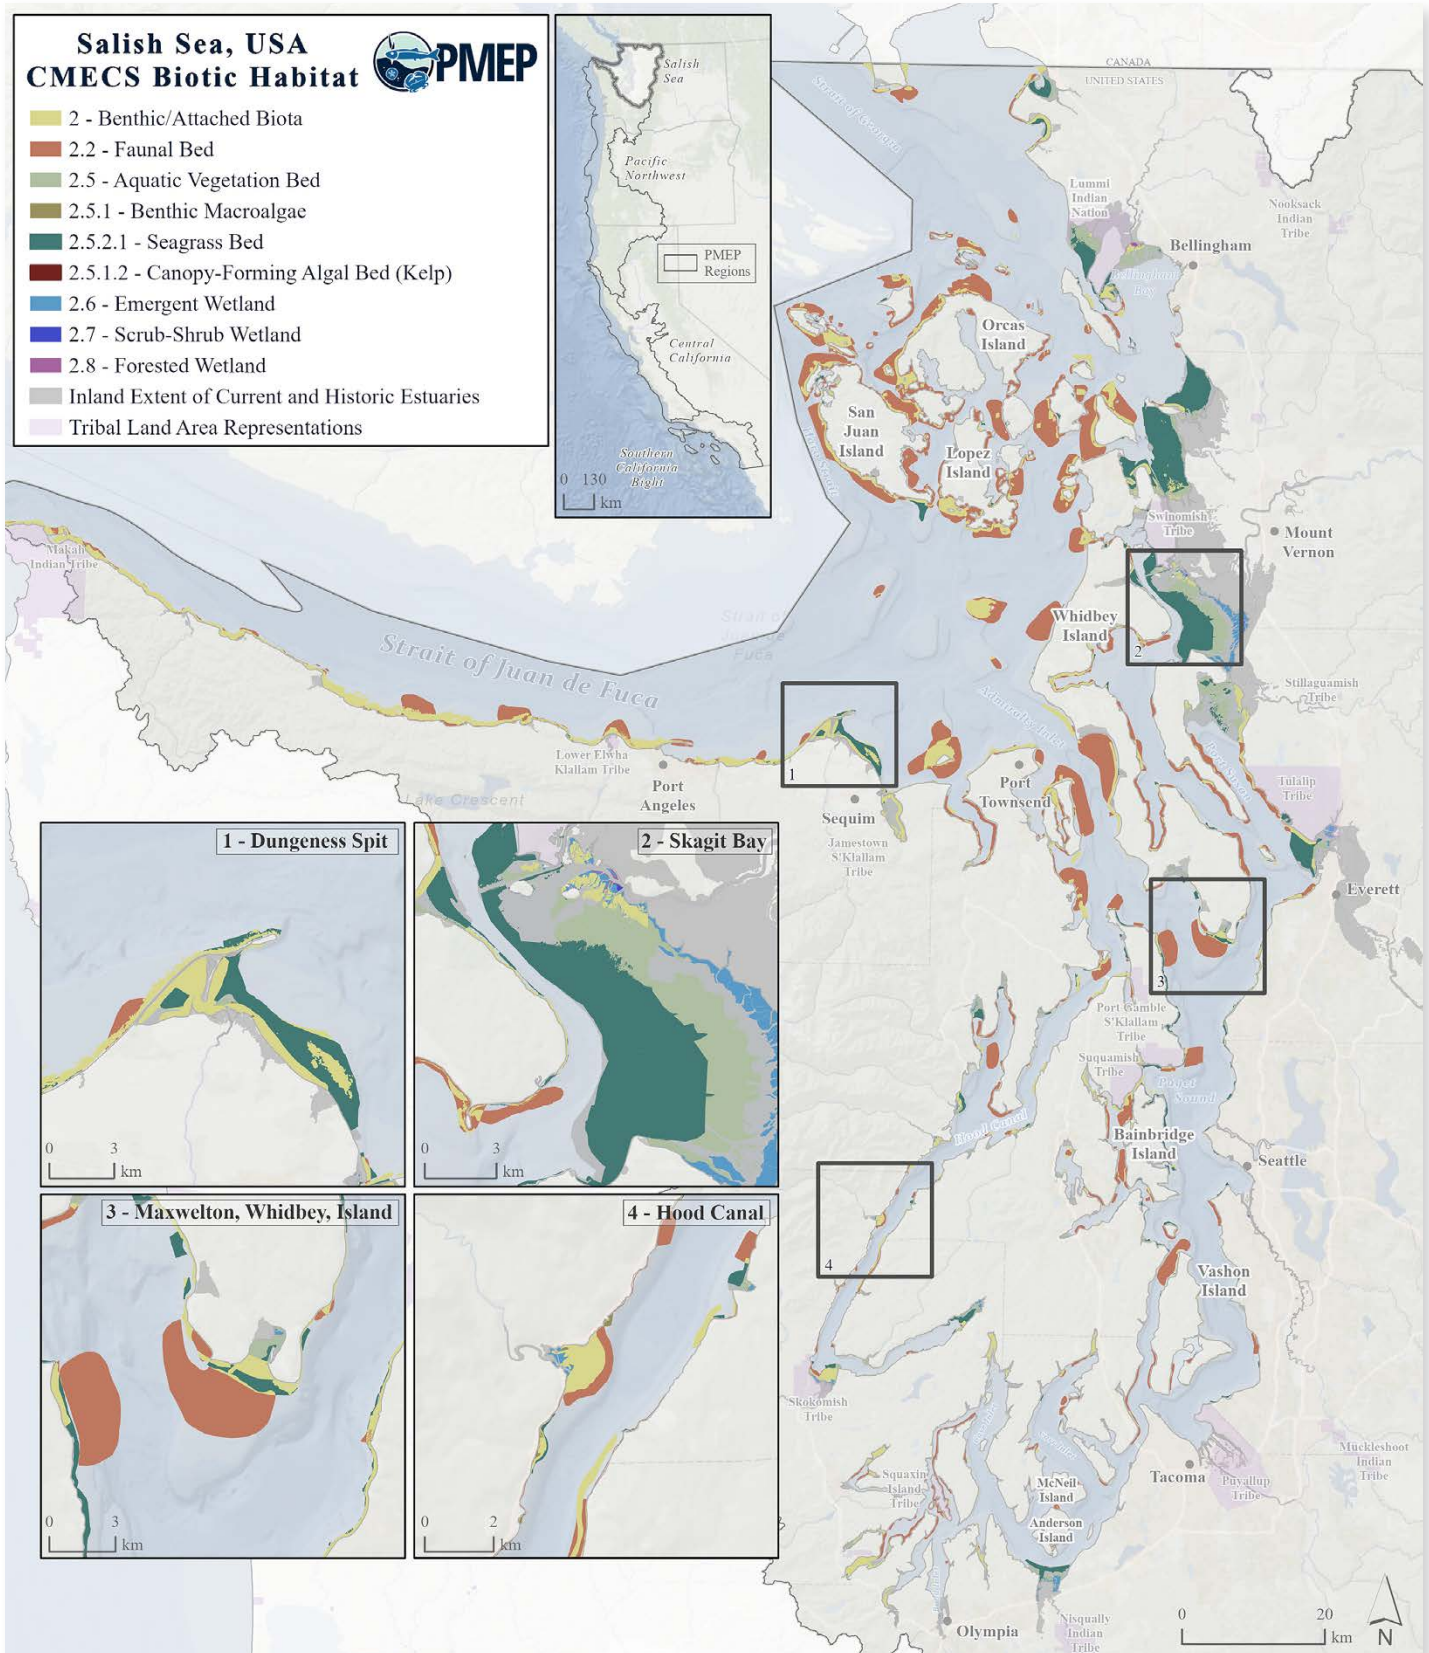 Salish Sea, USA
CMECS Biotic Habitat
PMEP
2 - Benthic/Attached Biota
2.2 - Faunal Bed
2.5 - Aquatic Vegetation Bed
2.5.1 - Benthic Macroalgae
2.5.2.1 - Seagrass Bed
2.5.1.2 - Canopy-Forming Algal Bed (Kelp)
2.6 - Emergent Wetland
2.7 - Scrub-Shrub Wetland
2.8 - Forested Wetland
Inland Extent of Current and Historic Estuaries
Tribal Land Area Representations
Salish
Sea
Pacific
Northwest
PMEP
Regions
Central
California
Southern
California
Bight
0 130
km
CANADA
UNITED STATES
Strait of Georgia
Lummi
Indian
Nation
Nooksack
Indian
Tribe
Bellingham
Bellingham
Bay
Orcas
Island
San
Juan
Island
Lopez
Island
Haro Strait
Swinomish
Tribe
Mount
Vernon
Makah
Indian Tribe
Strait of
Juan de
Fuca
Whidbey
Island
2
Strait of Juan de Fuca
Stillaguamish
Tribe
Admiralty Inlet
Lower Elwha
Klallam Tribe
Port
Angeles
Lake Crescent
1
Sequim
Jamestown
S'Klallam
Tribe
Port
Townsend
Port Susan
Tulalip
Tribe
Everett
3
1 - Dungeness Spit
0 3
km
2 - Skagit Bay
0 3
km
Port Gamble
S'Klallam
Tribe
Suquamish
Tribe
Puget
Sound
Hood Canal
Bainbridge
Island
Seattle
4
3 - Maxwelton, Whidbey, Island
0 3
km
4 - Hood Canal
0 2
km
Vashon
Island
Skokomish
Tribe
Squaxin
Island
Tribe
McNeil
Island
Anderson
Island
Tacoma
Puyallup
Tribe
Muckleshoot
Indian
Tribe
Olympia
Nisqually
Indian
Tribe
0 20
km
N